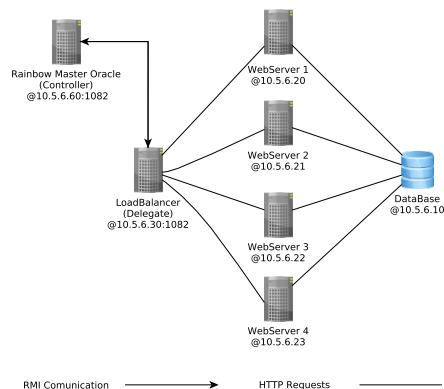 Rainbow Master Oracle
(Controller)
@10.5.6.60:1082
LoadBalancer
(Delegate)
@10.5.6.30:1082
WebServer 1
@10.5.6.20
WebServer 2
@10.5.6.21
WebServer 3
@10.5.6.22
WebServer 4
@10.5.6.23
DataBase
@10.5.6.10
RMI Comunication
HTTP Requests